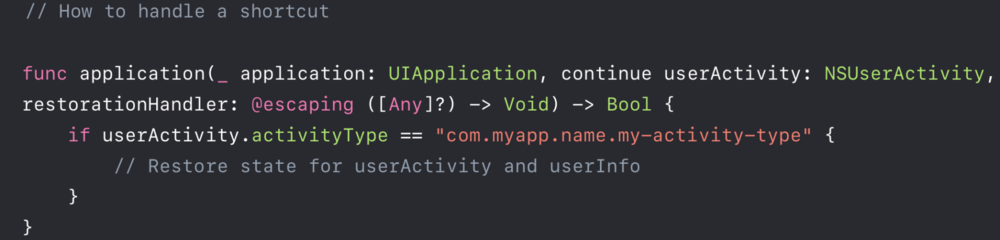 // How to handle a shortcut
func application(_ application: UIApplication, continue userActivity: NSUserActivity,
restorationHandler: @escaping ([Any]?) -> Void) -> Bool {
if userActivity.activityType == "com.myapp.name.my-activity-type" {
// Restore state for userActivity and userInfo
}
}